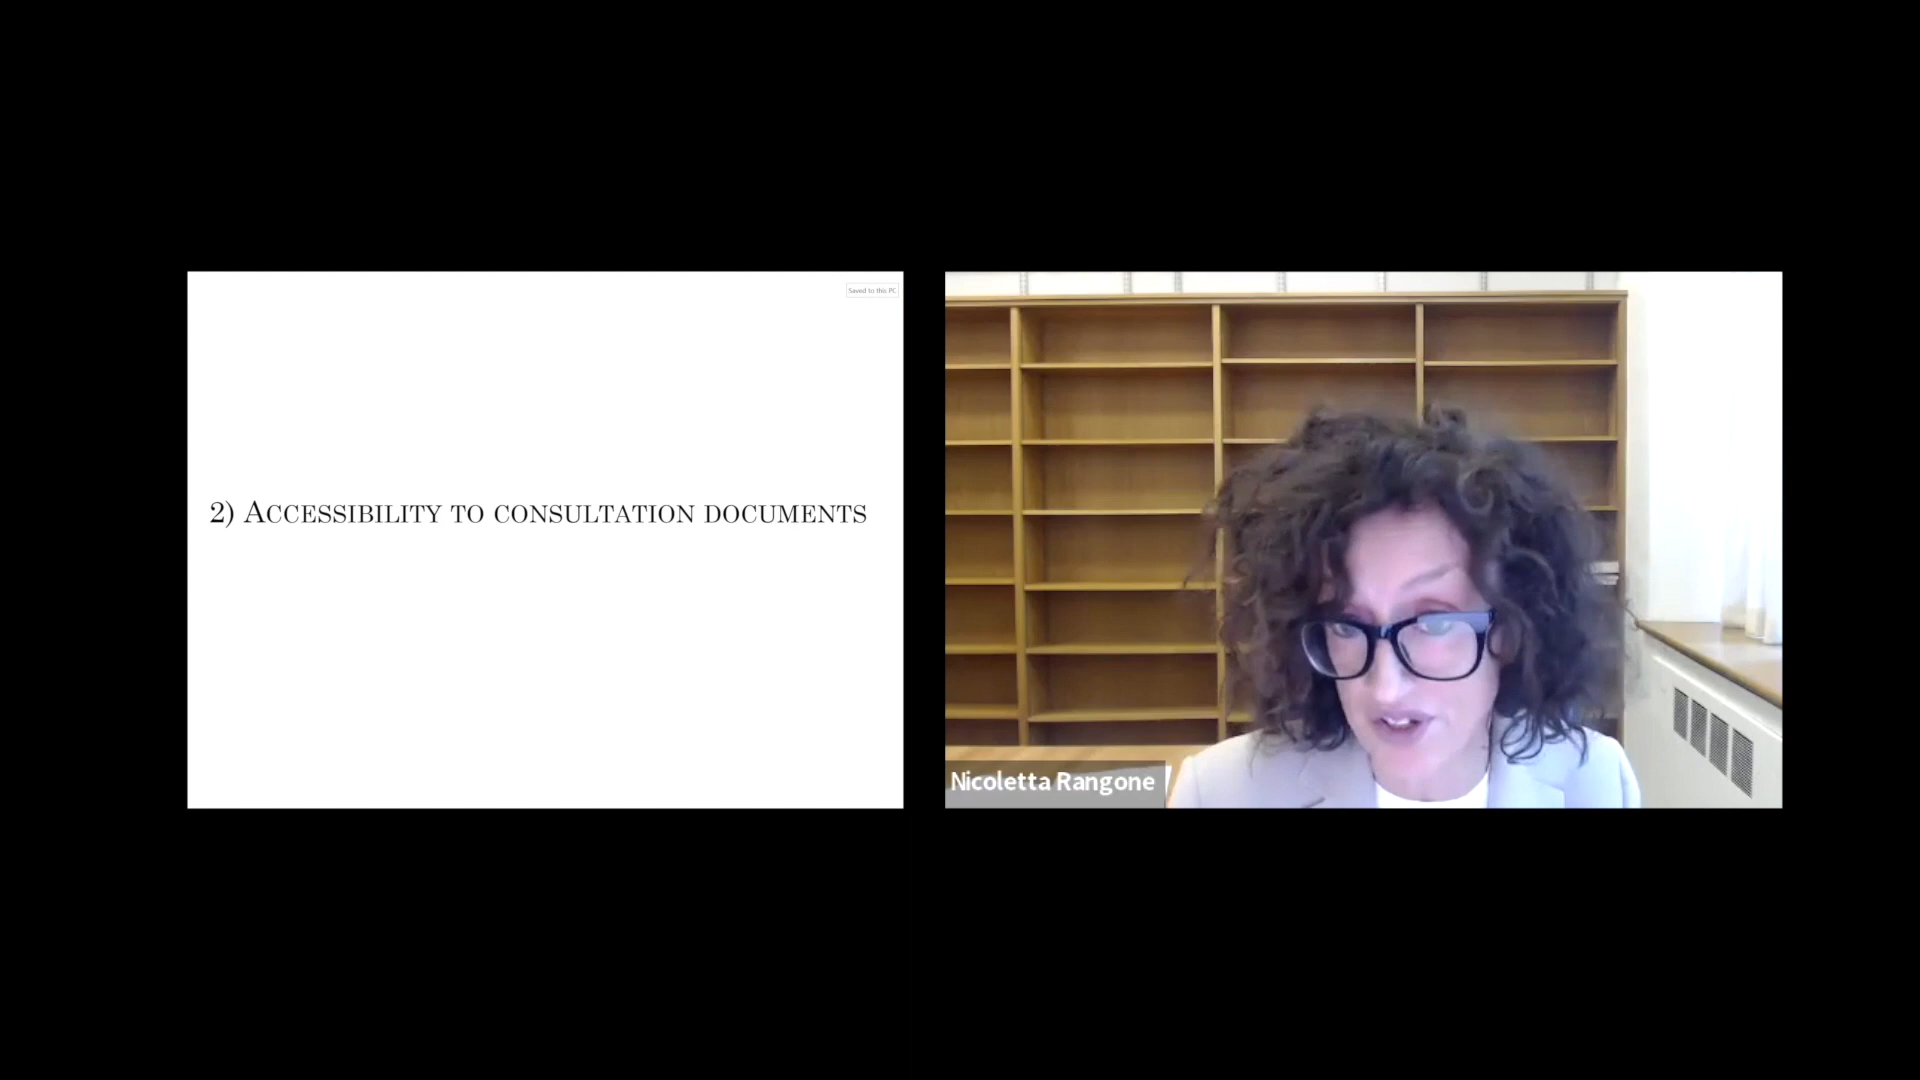 Saved to this PC
2) Accessibility to consultation documents
Nicoletta Rangone